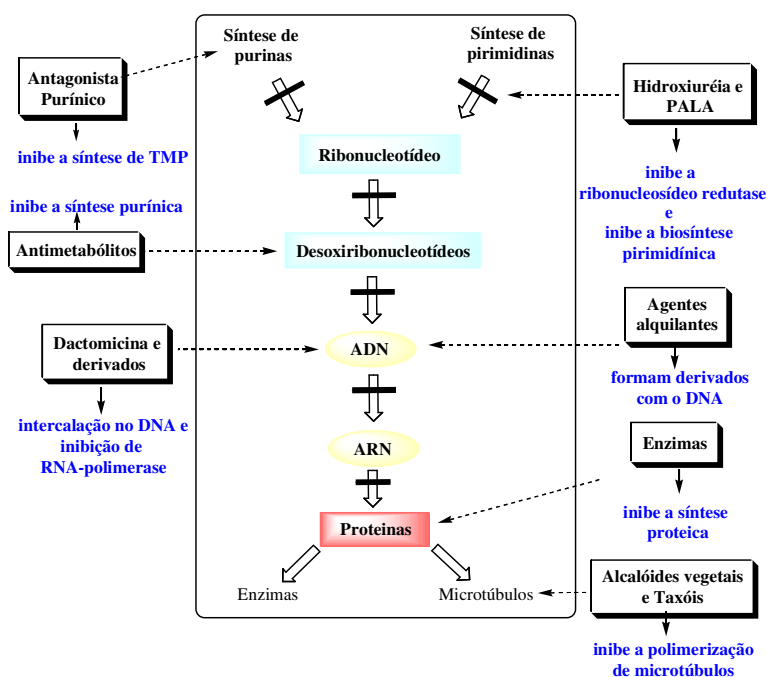 Síntese de
purinas
Síntese de
pirimidinas
Antagonista
Purínico
inibe a síntese de TMP
Hidroxiuréia e
PALA
inibe a
ribonucleosídeo redutase
e
inibe a biosíntese
pirimidínica
Ribonucleotídeo
inibe a síntese purínica
Antimetabólitos
Desoxiribonucleotídeos
Dactomicina e
derivados
intercalação no DNA e
inibição de
RNA-polimerase
ADN
Agentes
alquilantes
formam derivados
com o DNA
ARN
Enzimas
inibe a síntese
proteica
Proteinas
Enzimas
Microtúbulos
Alcalóides vegetais
e Taxóis
inibe a polimerização
de microtúbulos